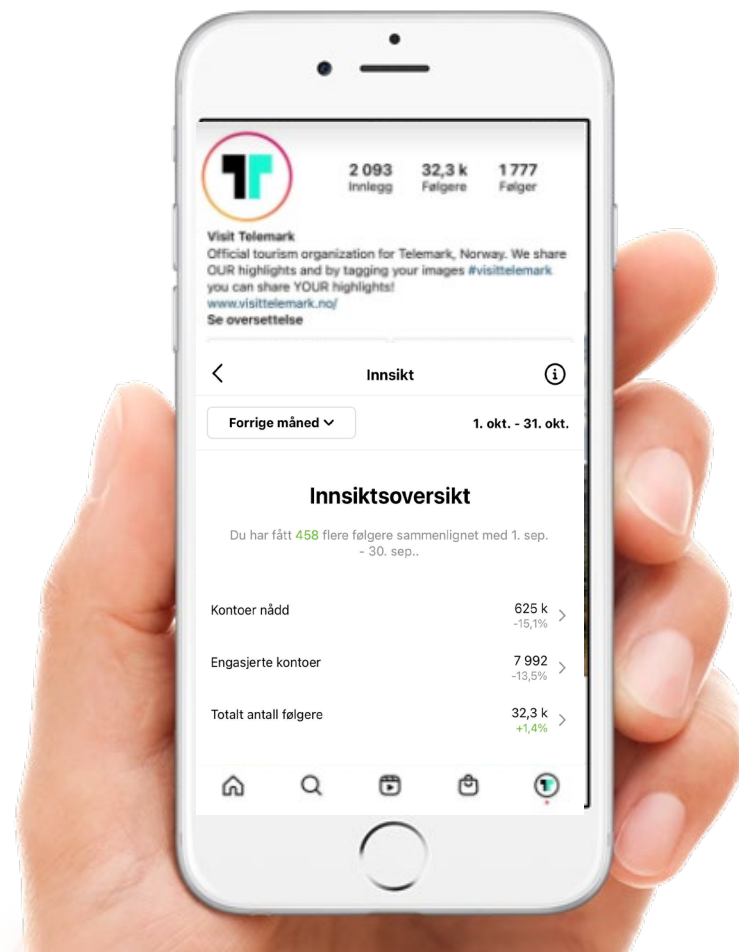 2 093 32,3 k 1 777
Innlegg Følgere Følger
Visit Telemark
Official tourism organization for Telemark, Norway. We share
OUR highlights and by tagging your images #visittelemark
you can share YOUR highlights!
www.visittelemark.no/
Se oversettelse
Innsikt
Forrige måned 1. okt. - 31. okt.
Innsiktsoversikt
Du har fått 458 flere følgere sammenlignet med 1. sep.
- 30. sep..
Kontoer nådd 625 k
-15,1%
Engasjerte kontoer 7 992
-13,5%
Totalt antall følgere 32,3 k
+1,4%